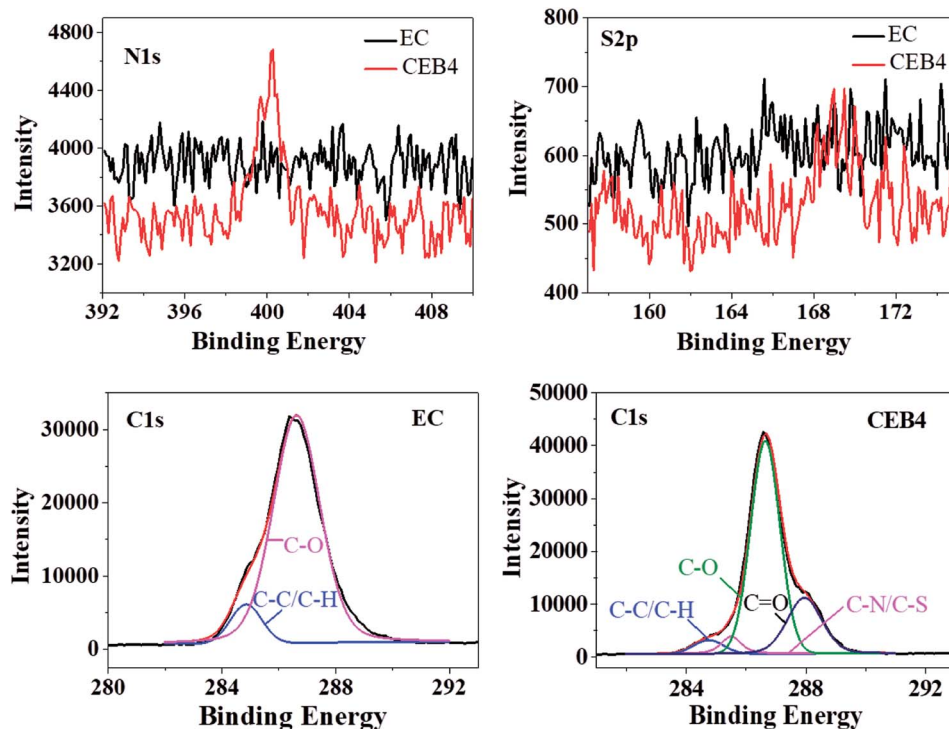 N1s
EC
CEB4
4800
4400
4000
3600
3200
Intensity
392 396 400 404 408
Binding Energy
S2p
EC
CEB4
800
700
600
500
400
Intensity
160 164 168 172
Binding Energy
C1s EC
30000
20000
10000
0
Intensity
C-O
C-C/C-H
280 284 288 292
Binding Energy
C1s CEB4
50000
40000
30000
20000
10000
0
Intensity
C-O
C-C/C-H
C=O
C-N/C-S
284 288 292
Binding Energy